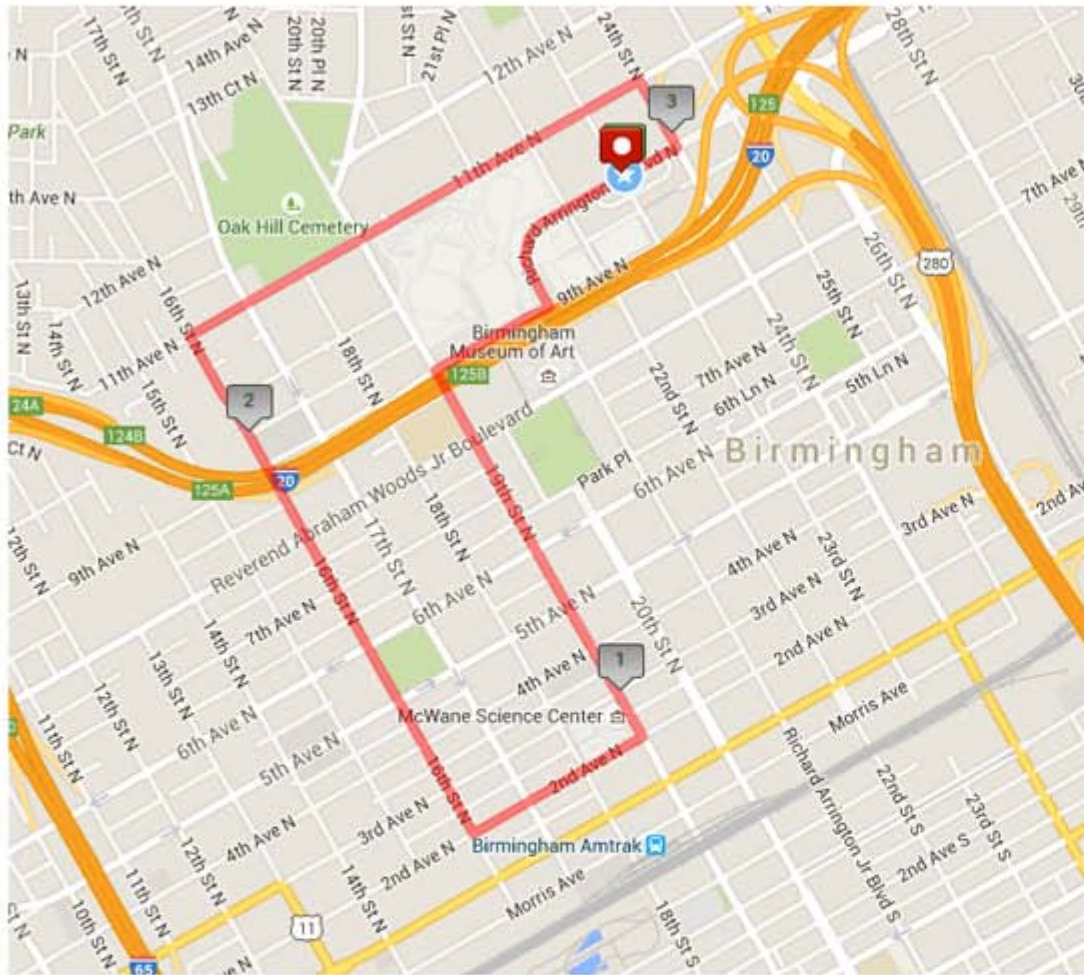 17th St N
20th St N
20th Pl N
21st St N
21st Pl N
14th Ave N
13th Ct N
12th Ave N
24th St N
28th St N
3
125
20
Park
11th Ave N
Richard Arrington
Blvd N
7th Ave N
29th
Oak Hill Cemetery
26th St N
280
12th Ave N
16th St N
9th Ave N
25th St N
24th St N
13th St N
14th St N
11th Ave N
15th St N
18th St N
Birmingham
Museum of Art
125B
22nd St N
7th Ave N
6th Ln N
5th Ln N
24A
124B
2
125A
20
Ct N
Reverend Abraham Woods Jr Boulevard
Park Pl
6th Ave N
Birmingham
19th St N
18th St N
17th St N
12th St N
9th Ave N
16th St N
3rd Ave N
2nd Ave N
4th Ave N
23rd St N
7th Ave N
6th Ave N
5th Ave N
20th St N
3rd Ave N
2nd Ave N
14th St N
13th St N
12th St N
11th St N
4th Ave N
1
McWane Science Center
Morris Ave
6th Ave N
5th Ave N
16th St N
2nd Ave N
Richard Arrington Jr Blvd S
22nd St S
23rd St S
3rd Ave N
4th Ave N
2nd Ave N
Birmingham Amtrak
2nd Ave S
12th St N
11th St N
10th St N
14th St N
Morris Ave
11
18th St S
65